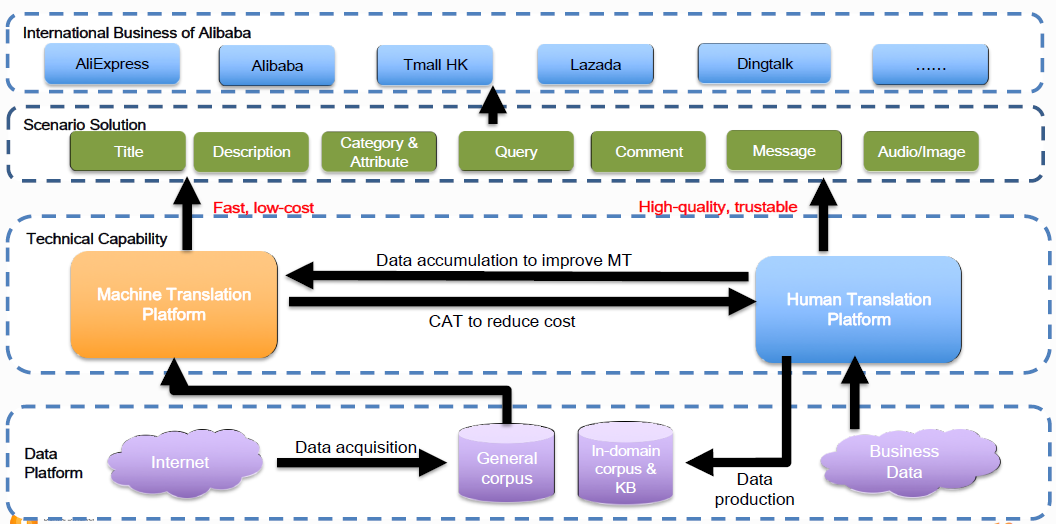 International Business of Alibaba
AliExpress
Alibaba
Tmall HK
Lazada
Dingtalk
......
Scenario Solution
Title
Description
Category &
Attribute
Query
Comment
Message
Audio/Image
Fast, low-cost
High-quality, trustable
Technical Capability
Machine Translation
Platform
Data accumulation to improve MT
CAT to reduce cost
Human Translation
Platform
Data
Platform
Internet
Data acquisition
General
corpus
In-domain
corpus &
KB
Data
production
Business
Data